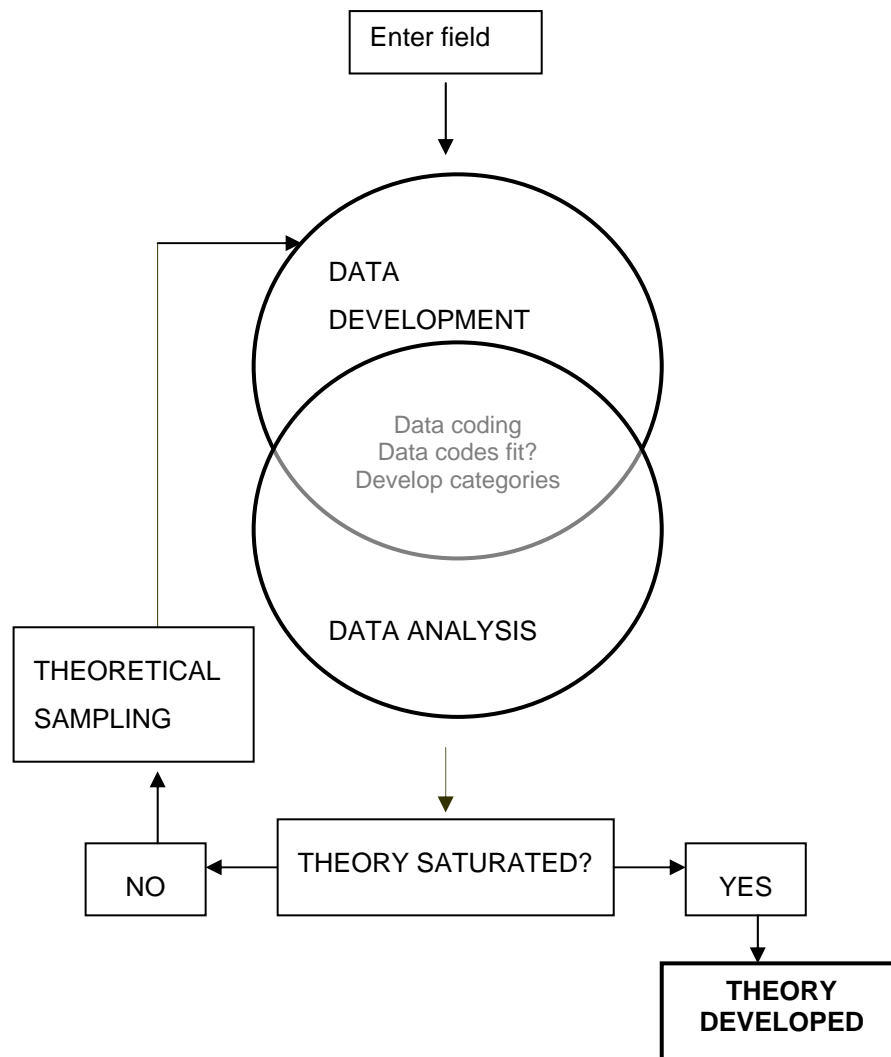 Enter field
DATA
DEVELOPMENT
Data coding
Data codes fit?
Develop categories
DATA ANALYSIS
THEORETICAL
SAMPLING
THEORY SATURATED?
NO
YES
THEORY
DEVELOPED